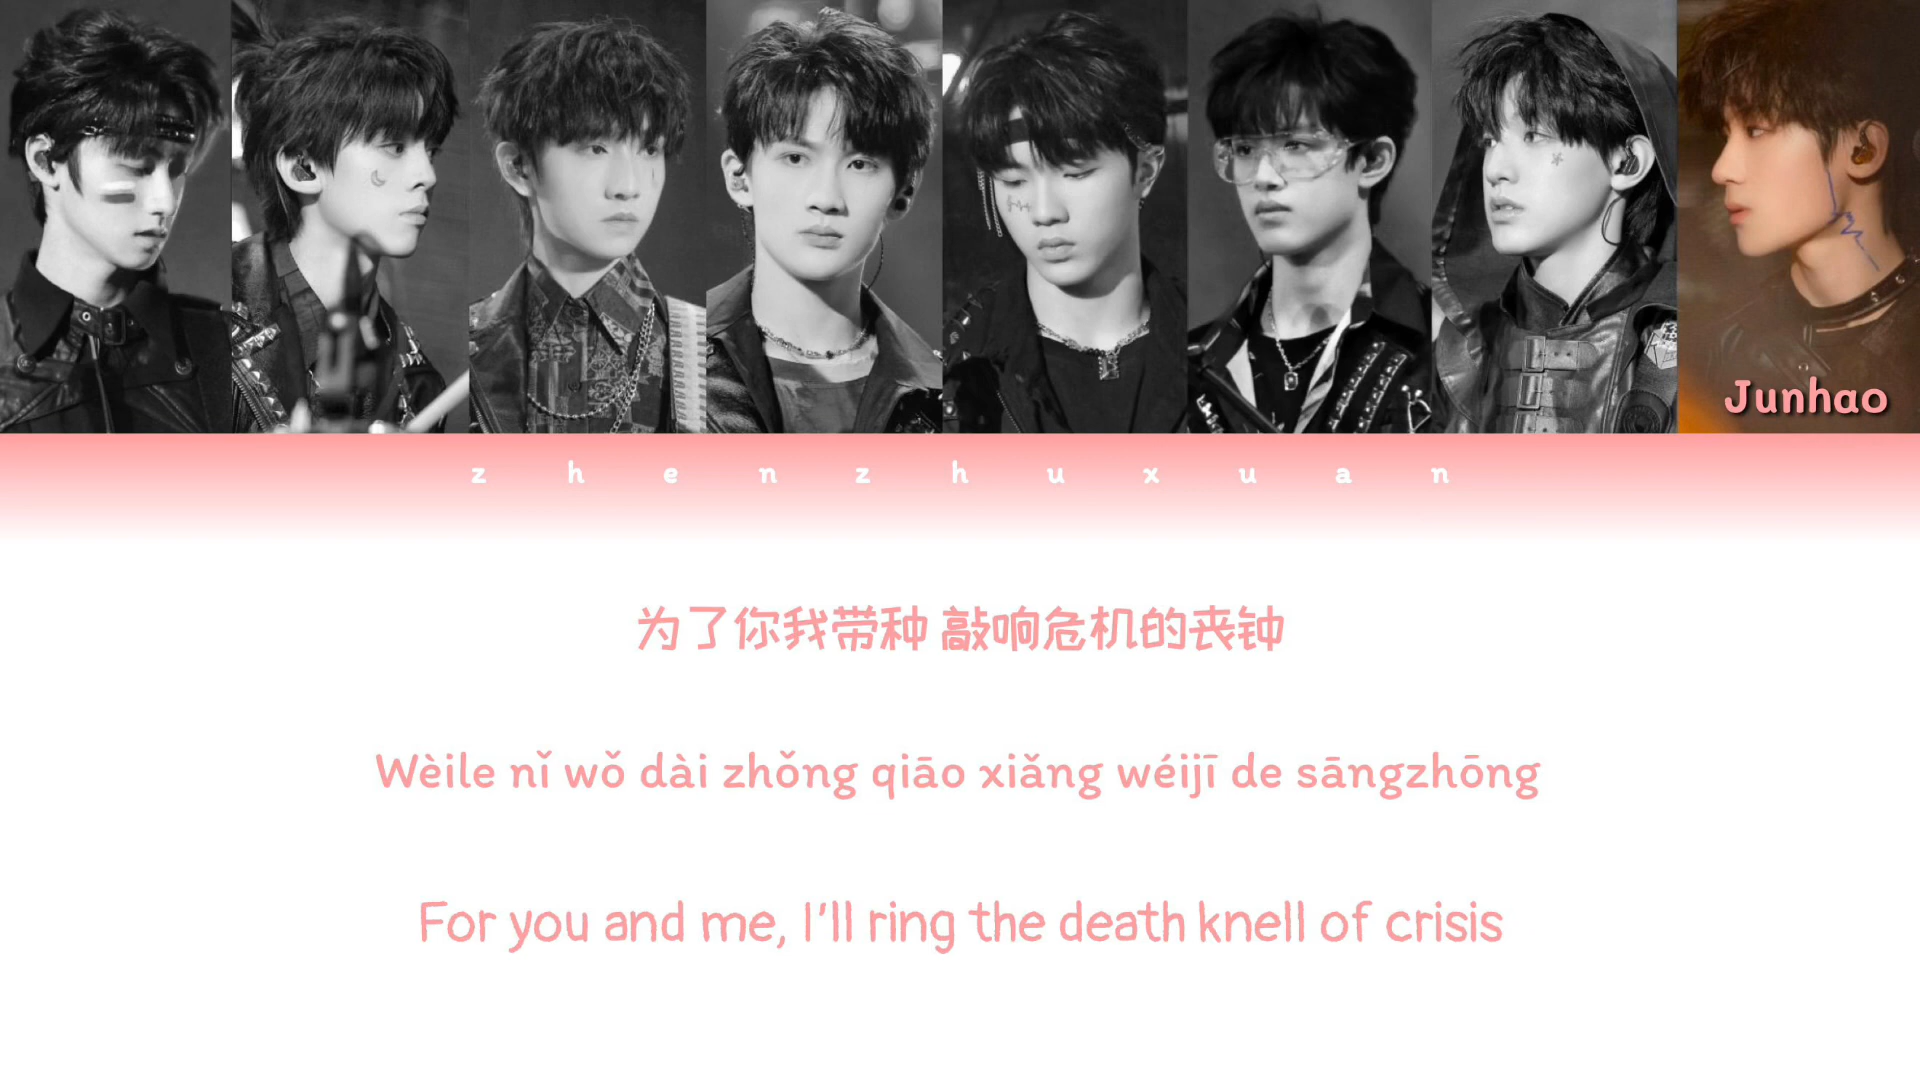 Junhao
zhenzhuxuan
为了你我带种 敲响危机的丧钟
Wèile nǐ wǒ dài zhǒng qiāo xiǎng wéijī de sāngzhōng
For you and me, I'll ring the death knell of crisis